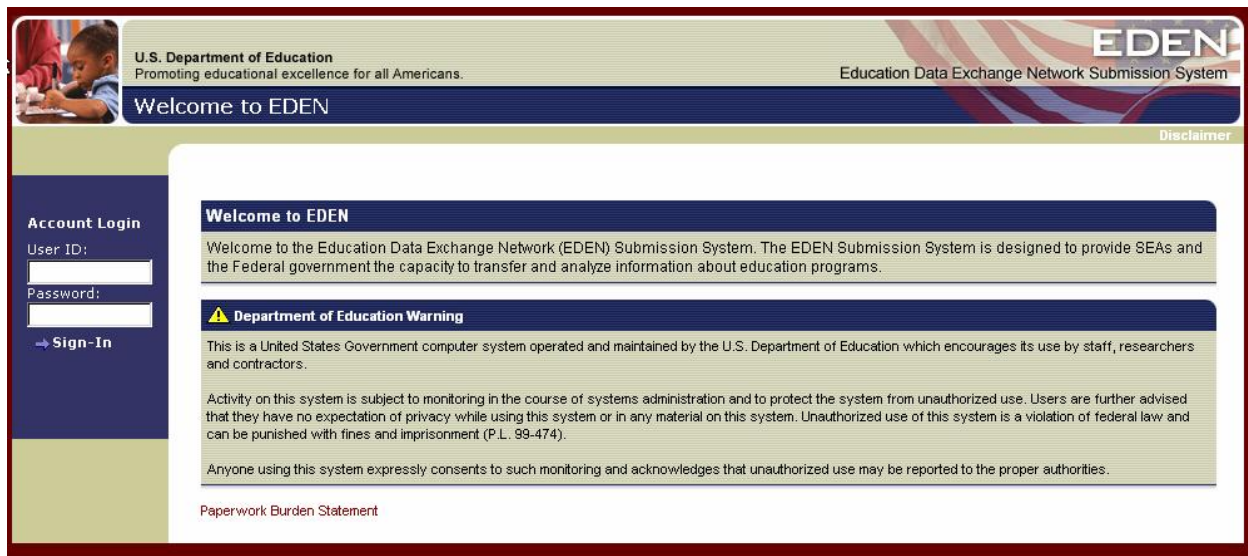 U.S. Department of Education
Promoting educational excellence for all Americans.
EDEN
Education Data Exchange Network Submission System
Welcome to EDEN
Disclaimer
Account Login
User ID:
Password:
Sign-In
Welcome to EDEN
Welcome to the Education Data Exchange Network (EDEN) Submission System. The EDEN Submission System is designed to provide SEAs and
the Federal government the capacity to transfer and analyze information about education programs.
Department of Education Warning
This is a United States Government computer system operated and maintained by the U.S. Department of Education which encourages its use by staff, researchers
and contractors.
Activity on this system is subject to monitoring in the course of systems administration and to protect the system from unauthorized use. Users are further advised
that they have no expectation of privacy while using this system or in any material on this system. Unauthorized use of this system is a violation of federal law and
can be punished with fines and imprisonment (P.L. 99-474).
Anyone using this system expressly consents to such monitoring and acknowledges that unauthorized use may be reported to the proper authorities.
Paperwork Burden Statement